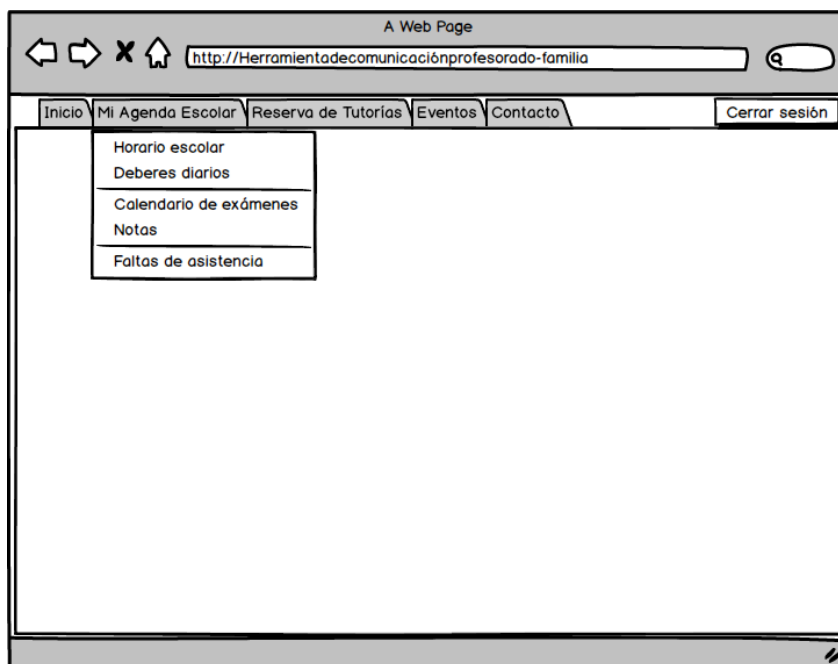 A Web Page
http://Herramientadecomunicaciónprofesorado-familia
Inicio Mi Agenda Escolar Reserva de Tutorías Eventos Contacto Cerrar sesión
Horario escolar
Deberes diarios
Calendario de exámenes
Notas
Faltas de asistencia